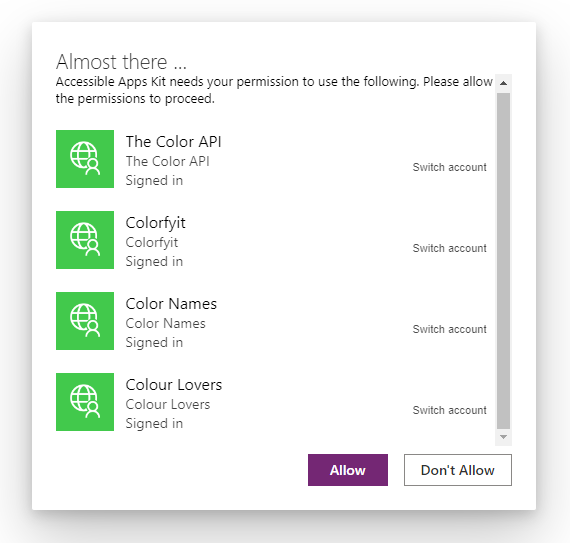 Almost there ...
Accessible Apps Kit needs your permission to use the following. Please allow
the permissions to proceed.
The Color API
The Color API
Signed in
Switch account
Colorfyit
Colorfyit
Signed in
Switch account
Color Names
Color Names
Signed in
Switch account
Colour Lovers
Colour Lovers
Signed in
Switch account
Allow
Don't Allow